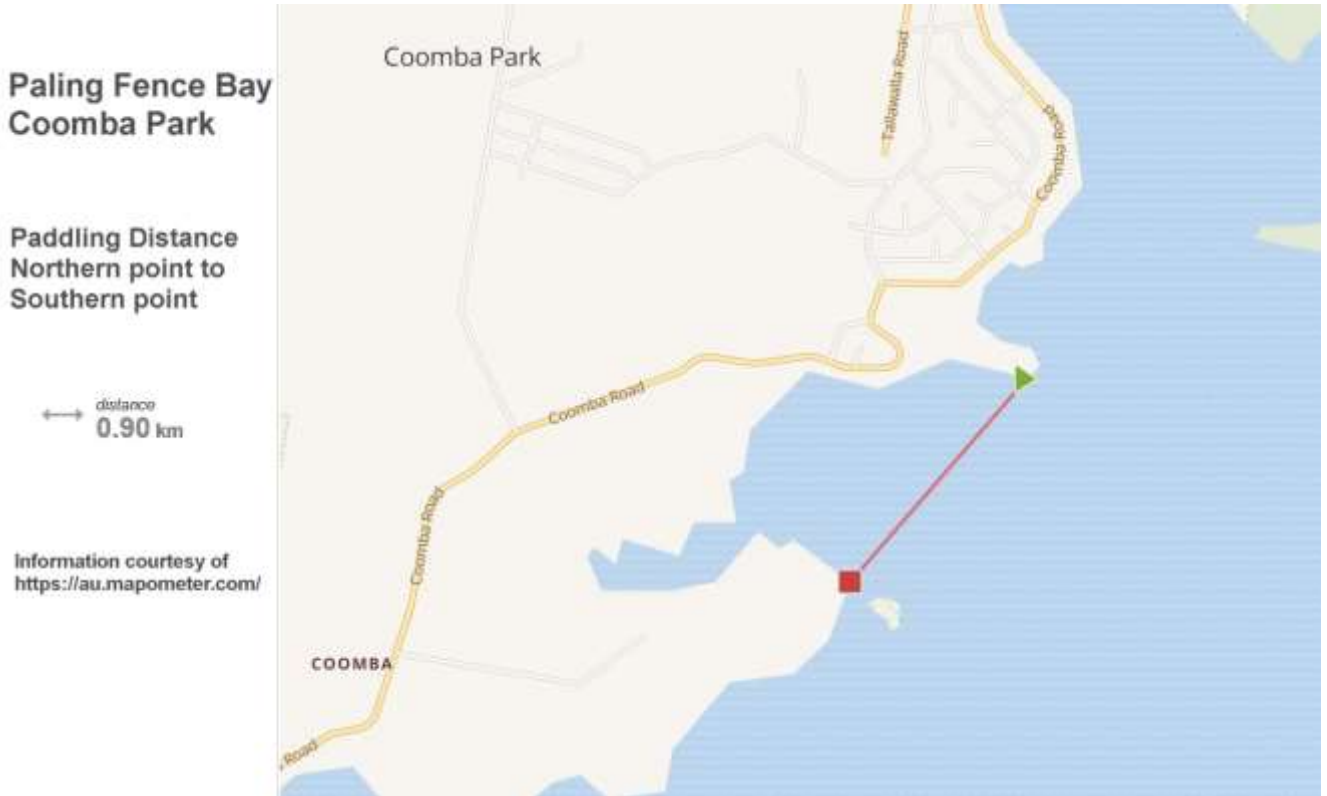 Paling Fence Bay
Coomba Park
Paddling Distance
Northern point to
Southern point
distance
0.90 km
Information courtesy of
https://au.mapometer.com/
Coomba Park
Tallawalla Road
Coomba Road
Coomba Road
Coomba Road
COOMBA
Road